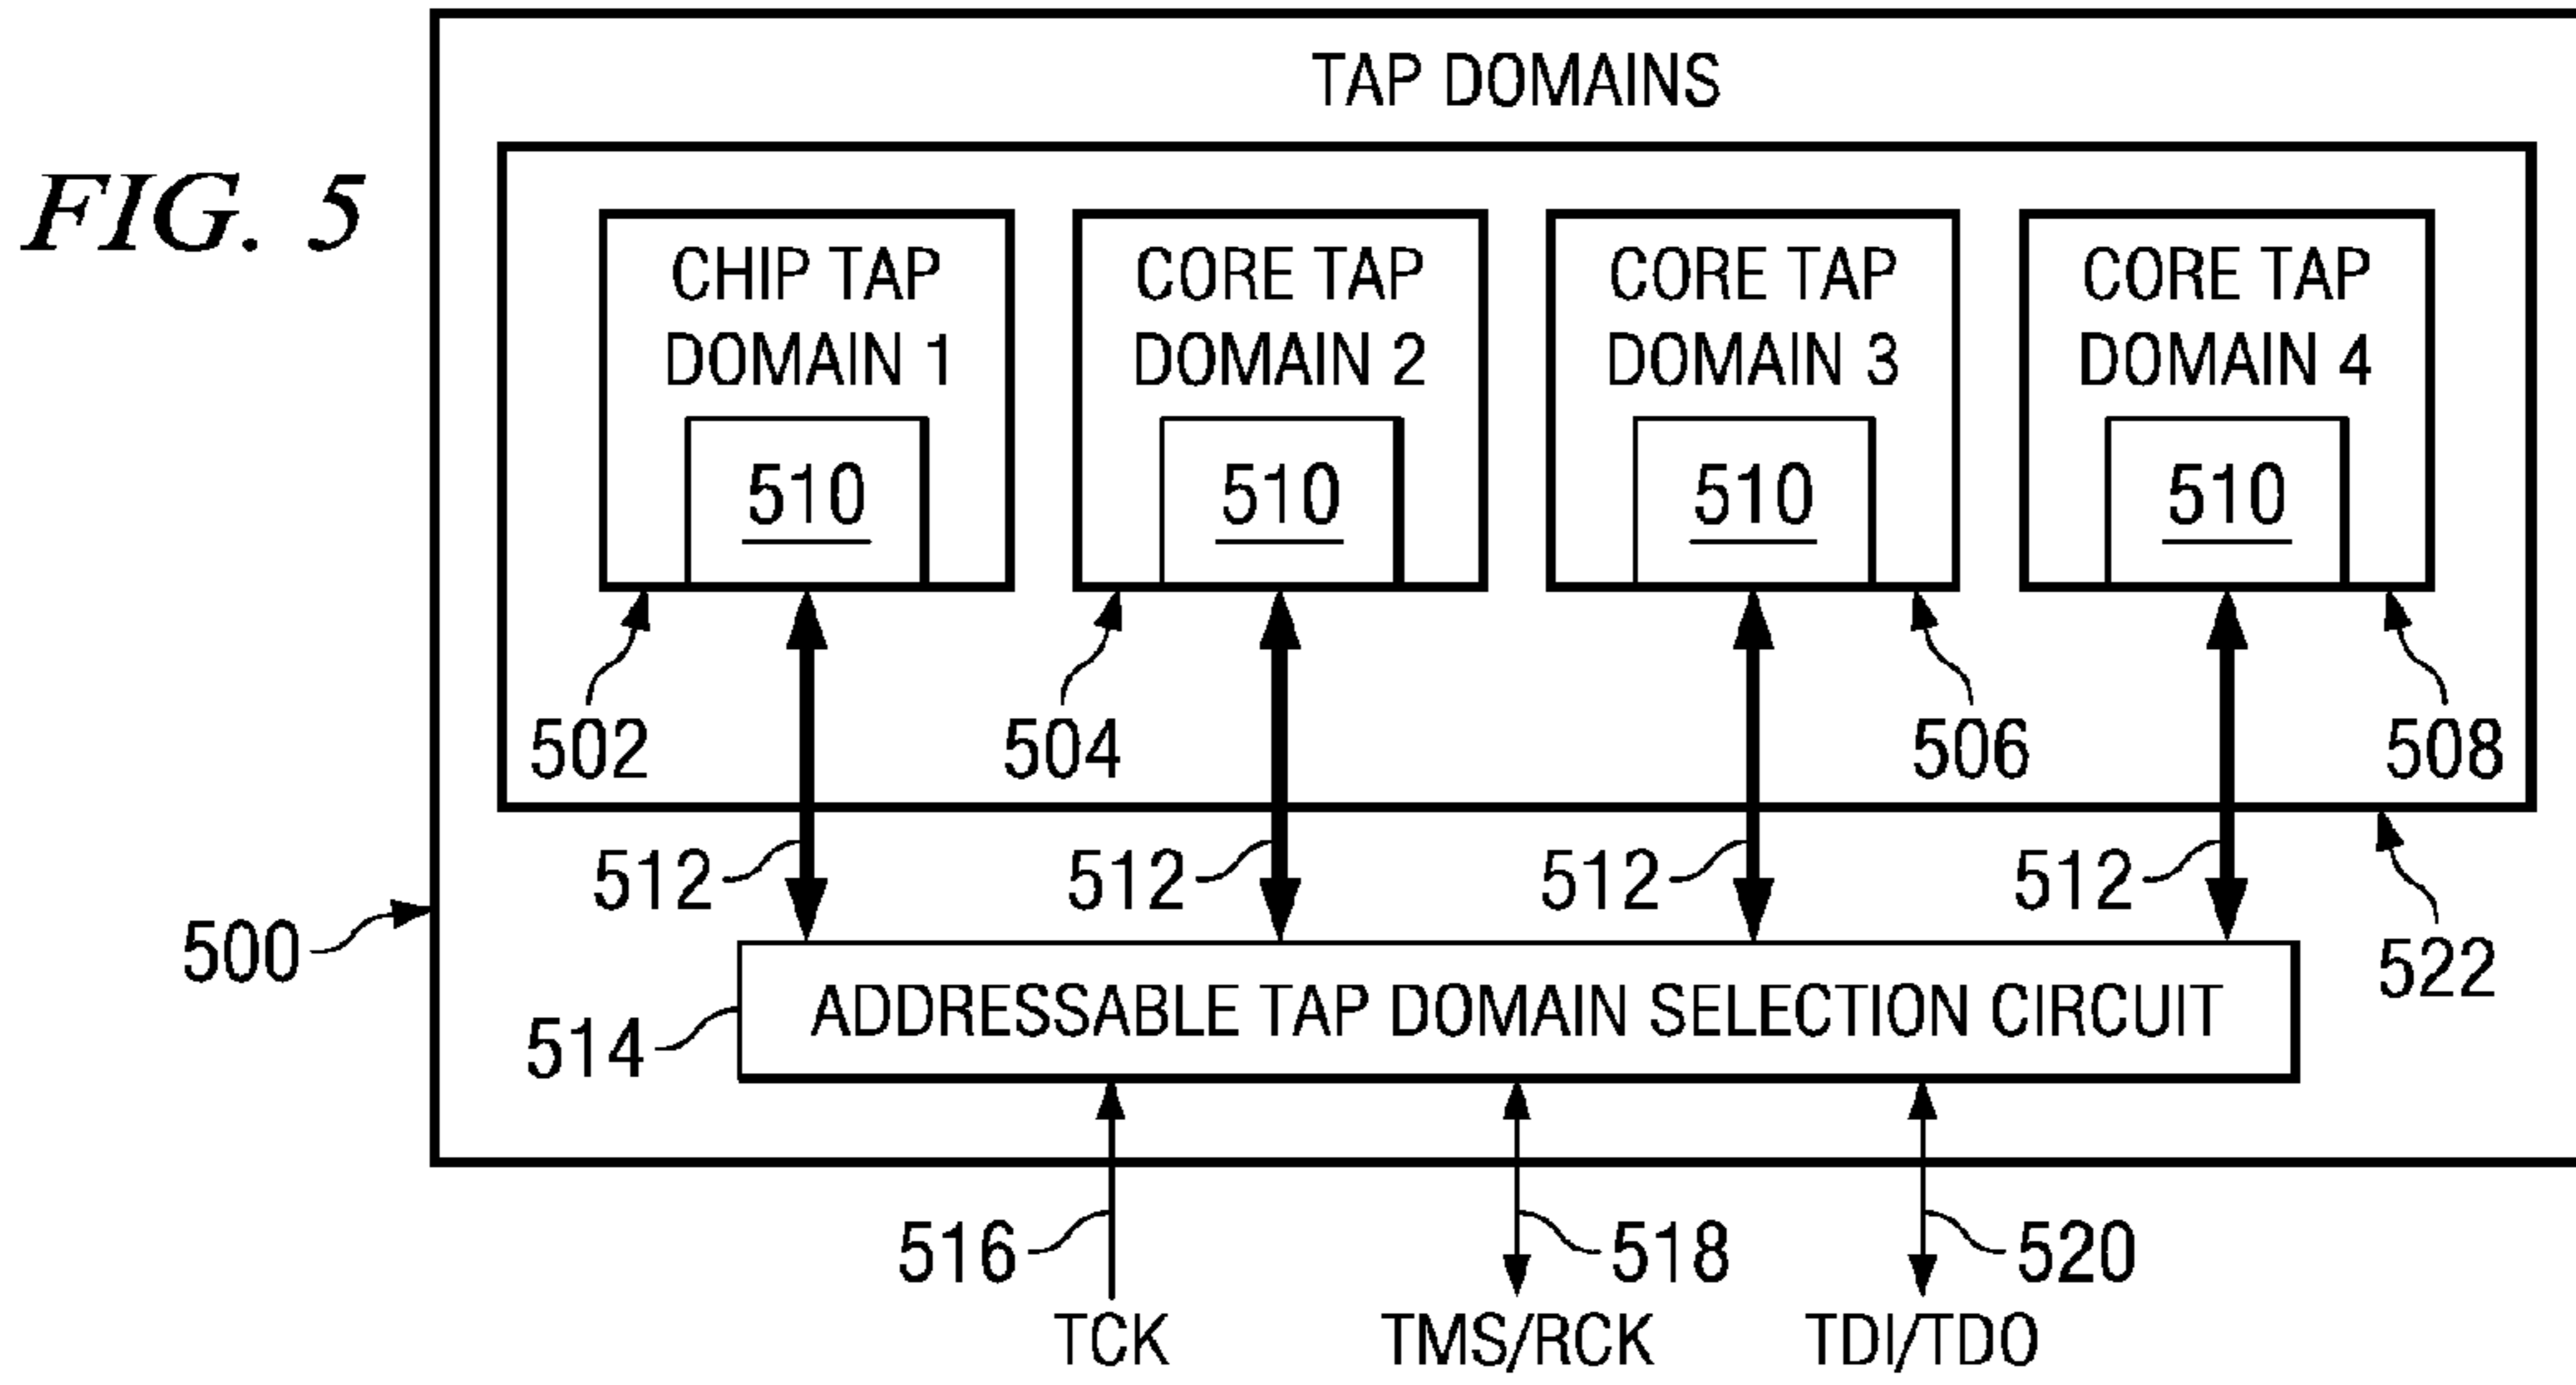 TAP DOMAINS
FIG. 5
CHIP TAP
DOMAIN 1
510
CORE TAP
DOMAIN 2
510
CORE TAP
DOMAIN 3
510
CORE TAP
DOMAIN 4
510
502
504
506
508
512
512
512
512
500
522
514
ADDRESSABLE TAP DOMAIN SELECTION CIRCUIT
516
518
520
TCK
TMS/RCK
TDI/TDO